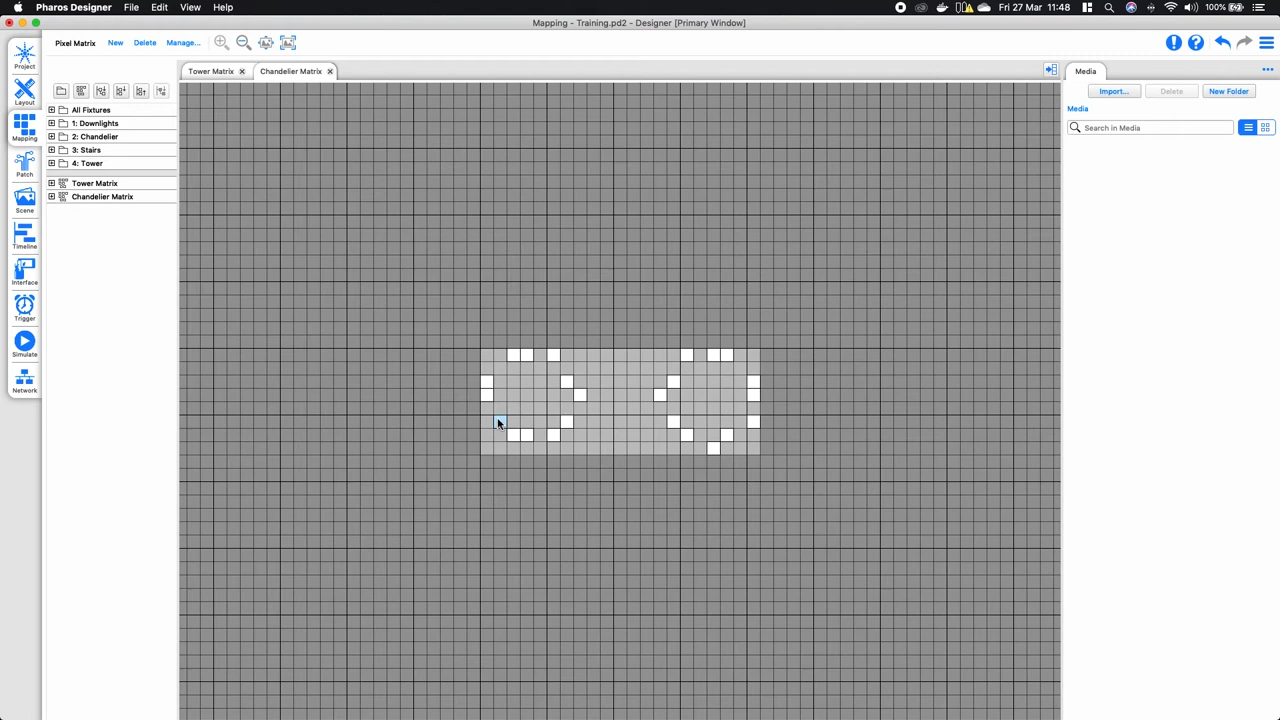 Pharos Designer File Edit View Help Fri 27 Mar 11:48 100%
Mapping - Training.pd2 - Designer [Primary Window]
Pixel Matrix New Delete Manage...
Project
Layout
Mapping
Patch
Scene
Timeline
Interface
Trigger
Simulate
Network
All Fixtures
1: Downlights
2: Chandelier
3: Stairs
4: Tower
Tower Matrix
Chandelier Matrix
Tower Matrix Chandelier Matrix
Media
Import... Delete New Folder
Media
Search in Media